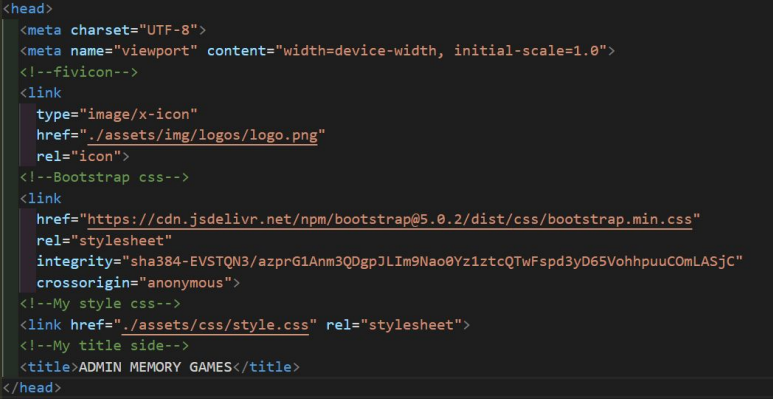 <head>
<meta charset="UTF-8">
<meta name="viewport" content="width=device-width, initial-scale=1.0">
<!--fivicon-->
<link
type="image/x-icon"
href="./assets/img/logos/logo.png"
rel="icon">
<!--Bootstrap css-->
<link
href="https://cdn.jsdelivr.net/npm/bootstrap@5.0.2/dist/css/bootstrap.min.css"
rel="stylesheet"
integrity="sha384-EVSTQN3/azprG1Anm3QDgpJLIm9Nao0Yz1ztcQTwFspd3yD65VohhpuuCOmLASjC"
crossorigin="anonymous">
<!--My style css-->
<link href="./assets/css/style.css" rel="stylesheet">
<!--My title side-->
<title>ADMIN MEMORY GAMES</title>
</head>